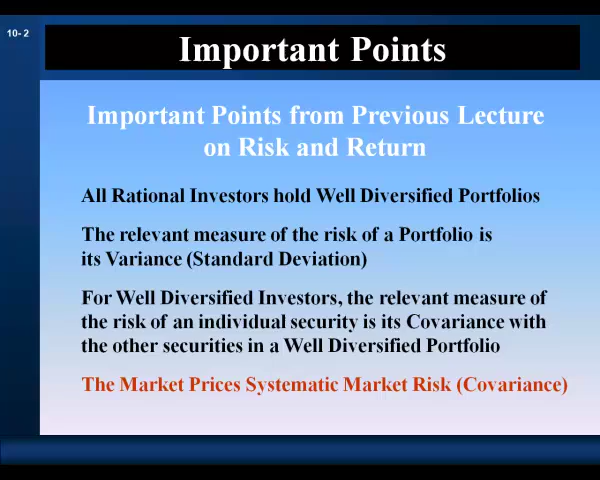 10- 2
Important Points
Important Points from Previous Lecture
on Risk and Return
All Rational Investors hold Well Diversified Portfolios
The relevant measure of the risk of a Portfolio is
its Variance (Standard Deviation)
For Well Diversified Investors, the relevant measure of
the risk of an individual security is its Covariance with
the other securities in a Well Diversified Portfolio
The Market Prices Systematic Market Risk (Covariance)